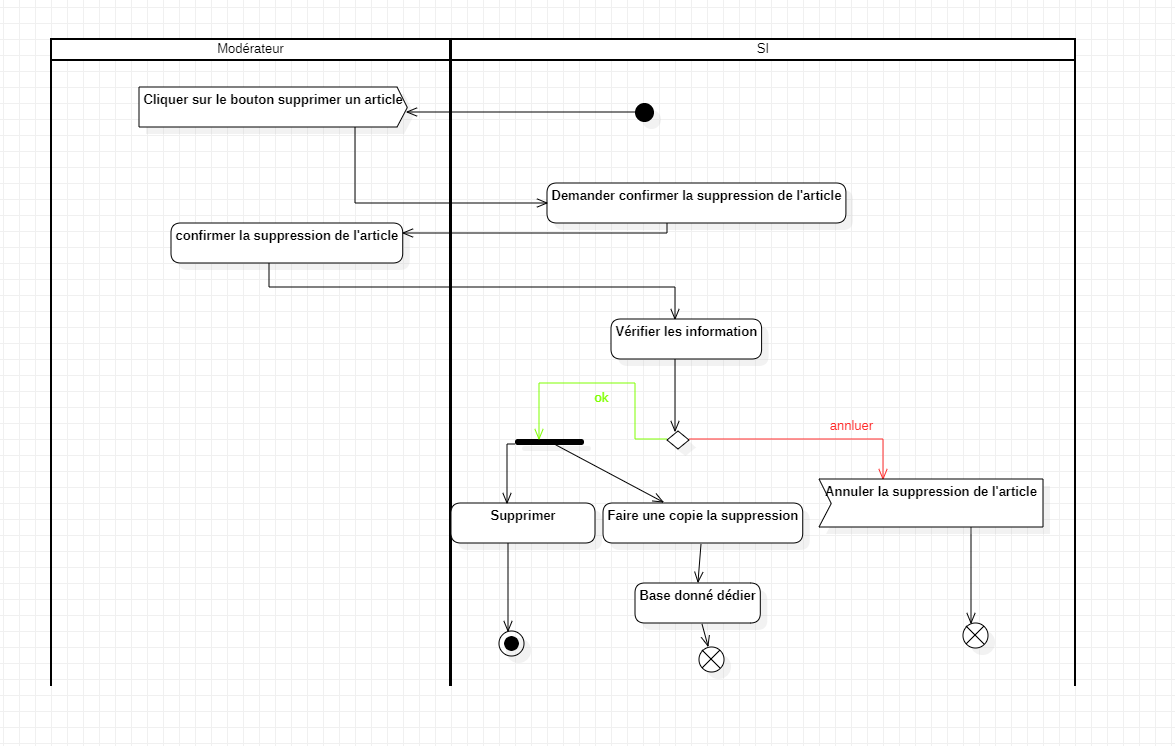 Modérateur
SI
Cliquer sur le bouton supprimer un article
Demander confirmer la suppression de l'article
confirmer la suppression de l'article
Vérifier les information
ok
annluer
Annuler la suppression de l'article
Supprimer
Faire une copie la suppression
Base donné dédier